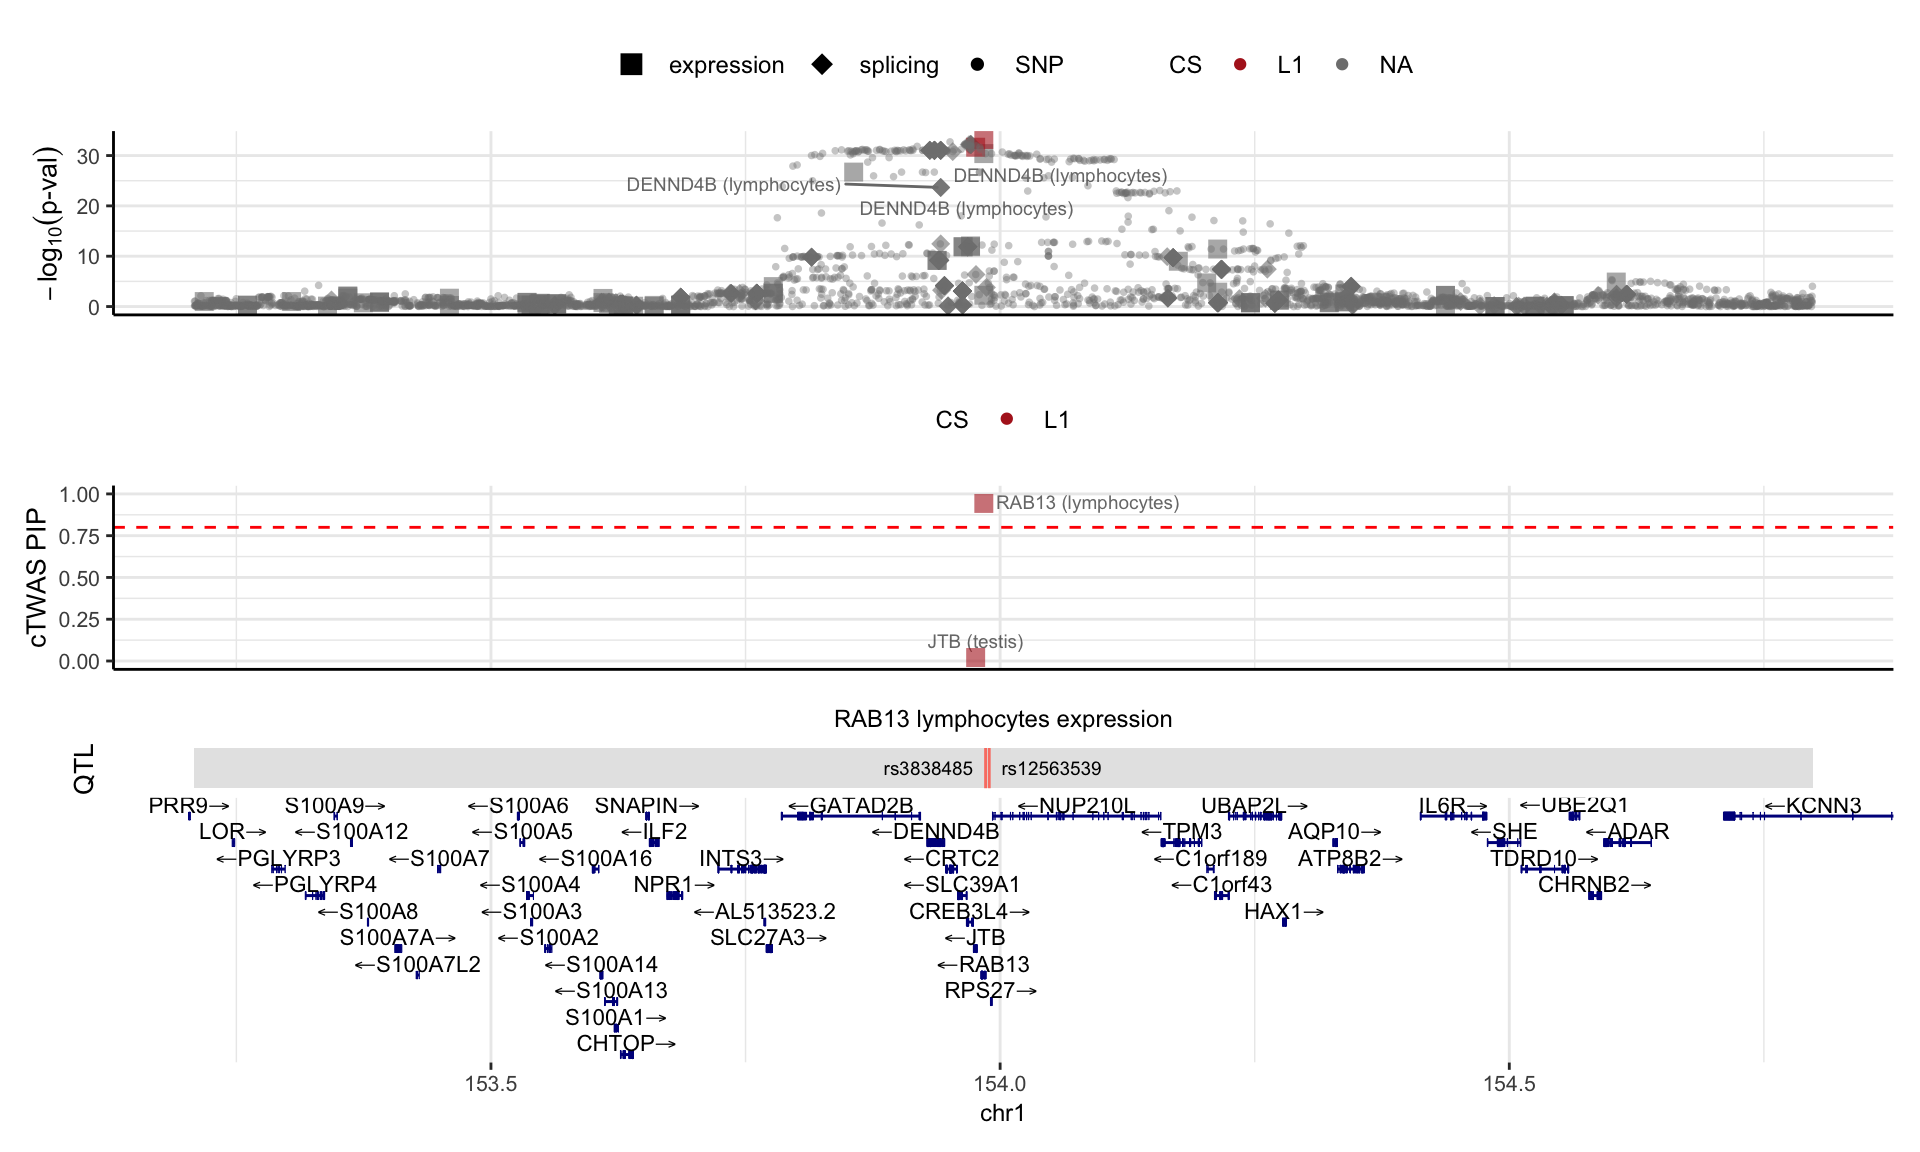 expression splicing SNP CS L1 NA
−log10(p-val)
30
20
10
0
DENND4B (lymphocytes)
DENND4B (lymphocytes)
DENND4B (lymphocytes)
CS L1
cTWAS PIP
1.00
0.75
0.50
0.25
0.00
RAB13 (lymphocytes)
JTB (testis)
RAB13 lymphocytes expression
QTL
rs3838485 rs12563539
PRR9→ S100A9→ ←S100A6 SNAPIN→ ←GATAD2B ←NUP210L UBAP2L→ IL6R→ ←UBE2Q1 ←KCNN3
LOR→ ←S100A12 ←S100A5 ←ILF2 ←DENND4B ←TPM3 AQP10→ ←SHE ←ADAR
←PGLYRP3 ←S100A7 ←S100A16 INTS3→ ←CRTC2 ←C1orf189 ATP8B2→ TDRD10→
←PGLYRP4 ←S100A4 NPR1→ ←SLC39A1 ←C1orf43 CHRNB2→
←S100A8 ←S100A3 ←AL513523.2 CREB3L4→ HAX1→
S100A7A→ ←S100A2 SLC27A3→ ←JTB
←S100A7L2 ←S100A14 ←RAB13
←S100A13 RPS27→
S100A1→
CHTOP→
153.5 154.0 154.5
chr1